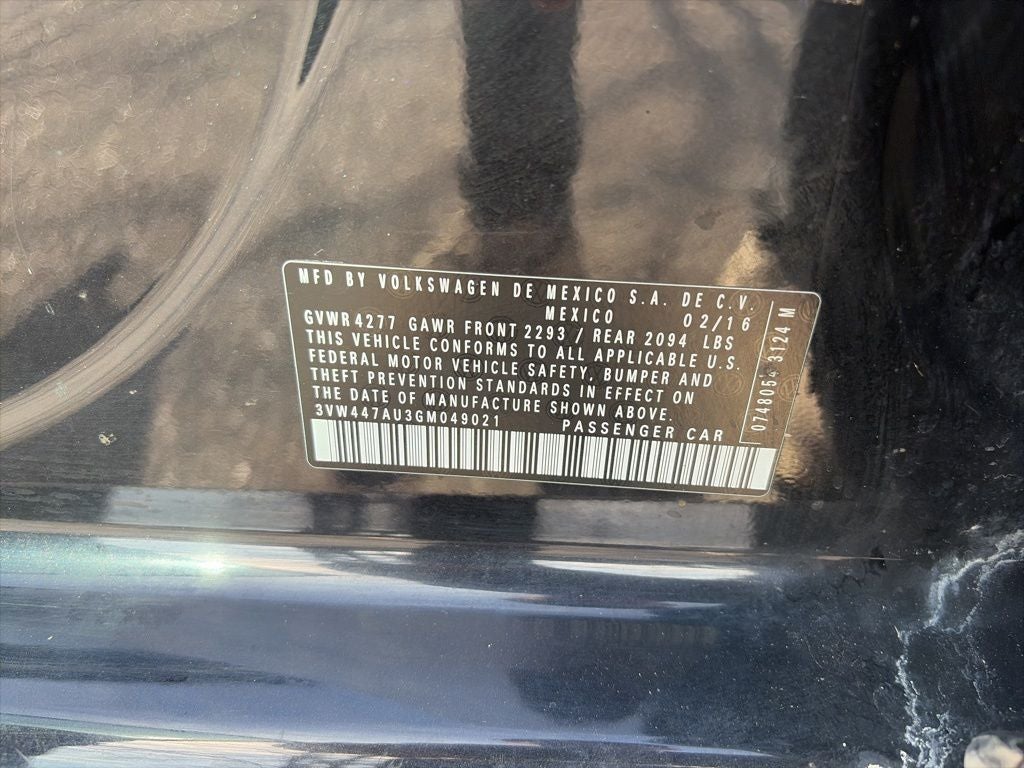 MFD BY VOLKSWAGEN DE MEXICO S.A. DE C.V.
MEXICO 02/16
GVWR 4277 GAWR FRONT 2293 / REAR 2094 LBS
THIS VEHICLE CONFORMS TO ALL APPLICABLE U.S.
FEDERAL MOTOR VEHICLE SAFETY, BUMPER AND
THEFT PREVENTION STANDARDS IN EFFECT ON
THE DATE OF MANUFACTURE SHOWN ABOVE.
3VW447AU3GM049021 PASSENGER CAR
3124 M